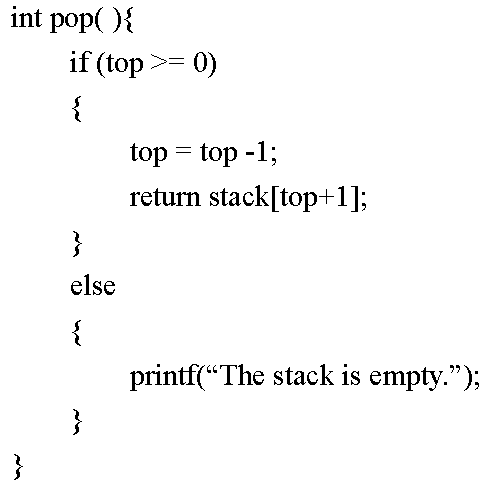 int pop( ){
if (top >= 0)
{
top = top -1;
return stack[top+1];
}
else
{
printf(“The stack is empty.”);
}
}